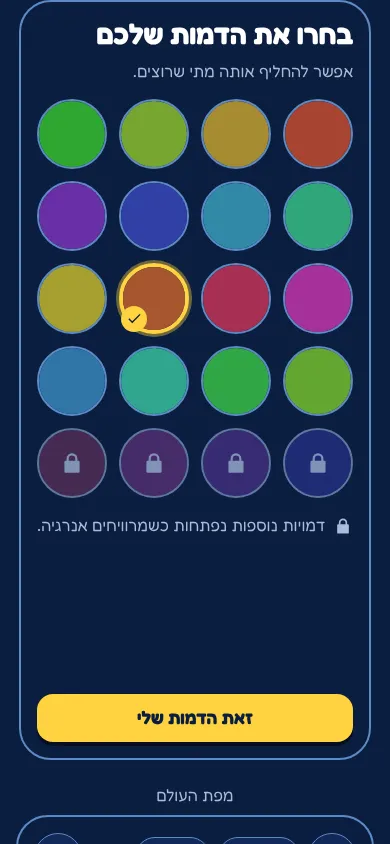 בחרו את הדמות שלכם
אפשר להחליף אותה מתי שרוצים.
דמויות נוספות נפתחות כשמרוויחים אנרגיה.
זאת הדמות שלי
מפת העולם